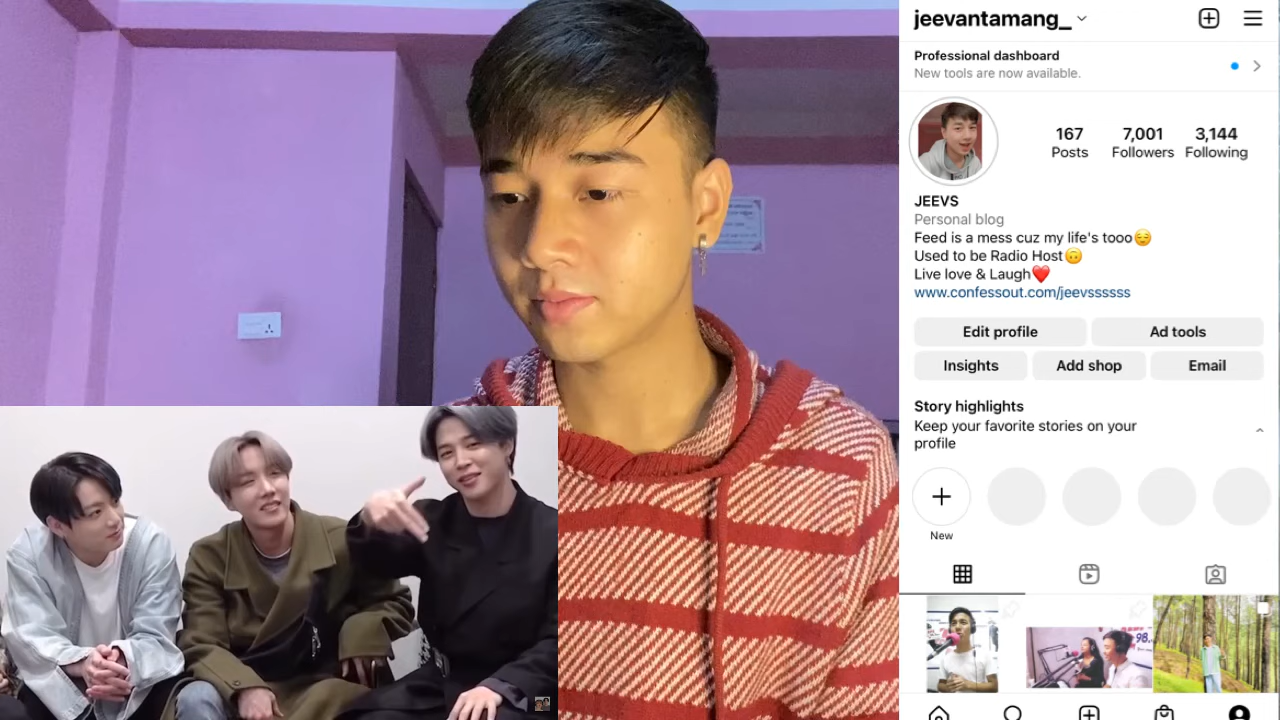 jeevantamang_
Professional dashboard
New tools are now available.
167
7,001
3,144
Posts
Followers
Following
JEEVS
Personal blog
Feed is a mess cuz my life's tooo😌
Used to be Radio Host🙃
Live love & Laugh❤️
www.confessout.com/jeevssssss
Edit profile
Ad tools
Insights
Add shop
Email
Story highlights
Keep your favorite stories on your
profile
New
98.